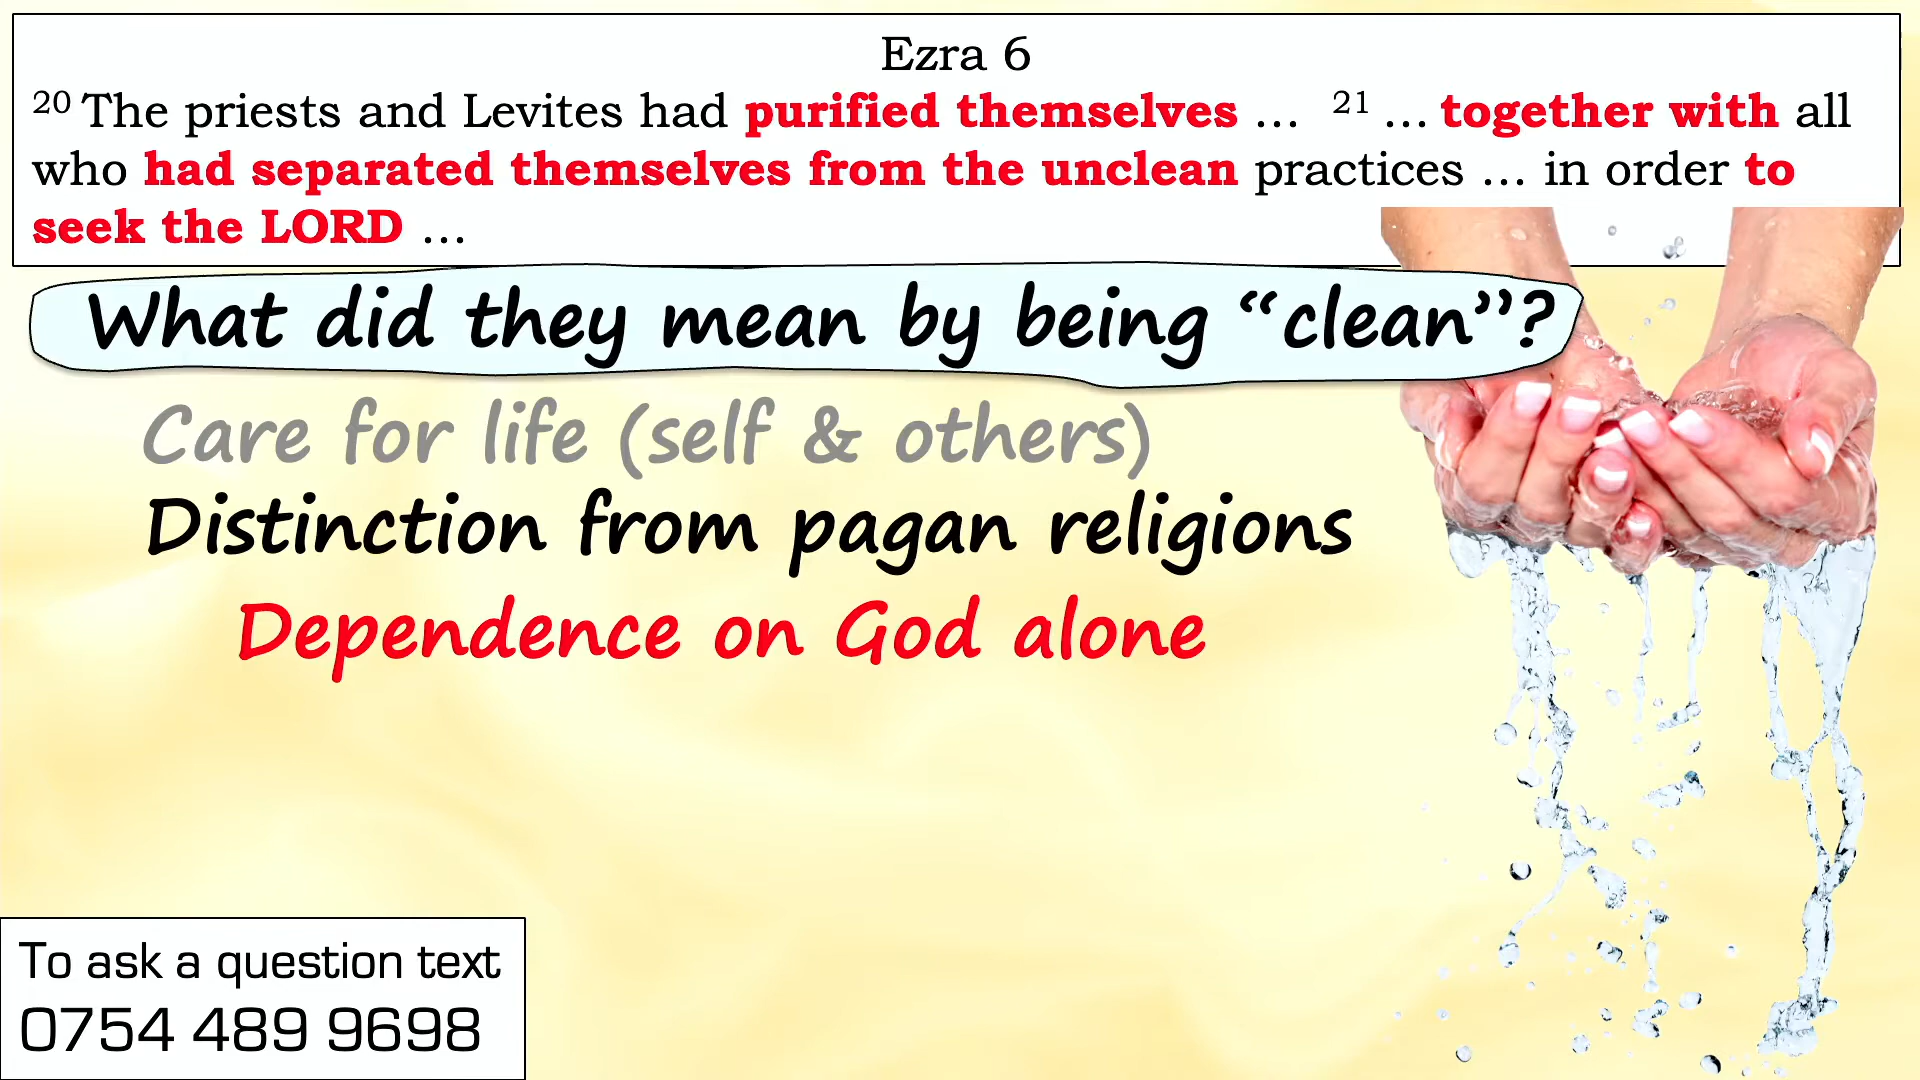 Ezra 6
20 The priests and Levites had purified themselves … 21 … together with all
who had separated themselves from the unclean practices … in order to
seek the LORD …
What did they mean by being “clean”?
Care for life (self & others)
Distinction from pagan religions
Dependence on God alone
To ask a question text
0754 489 9698